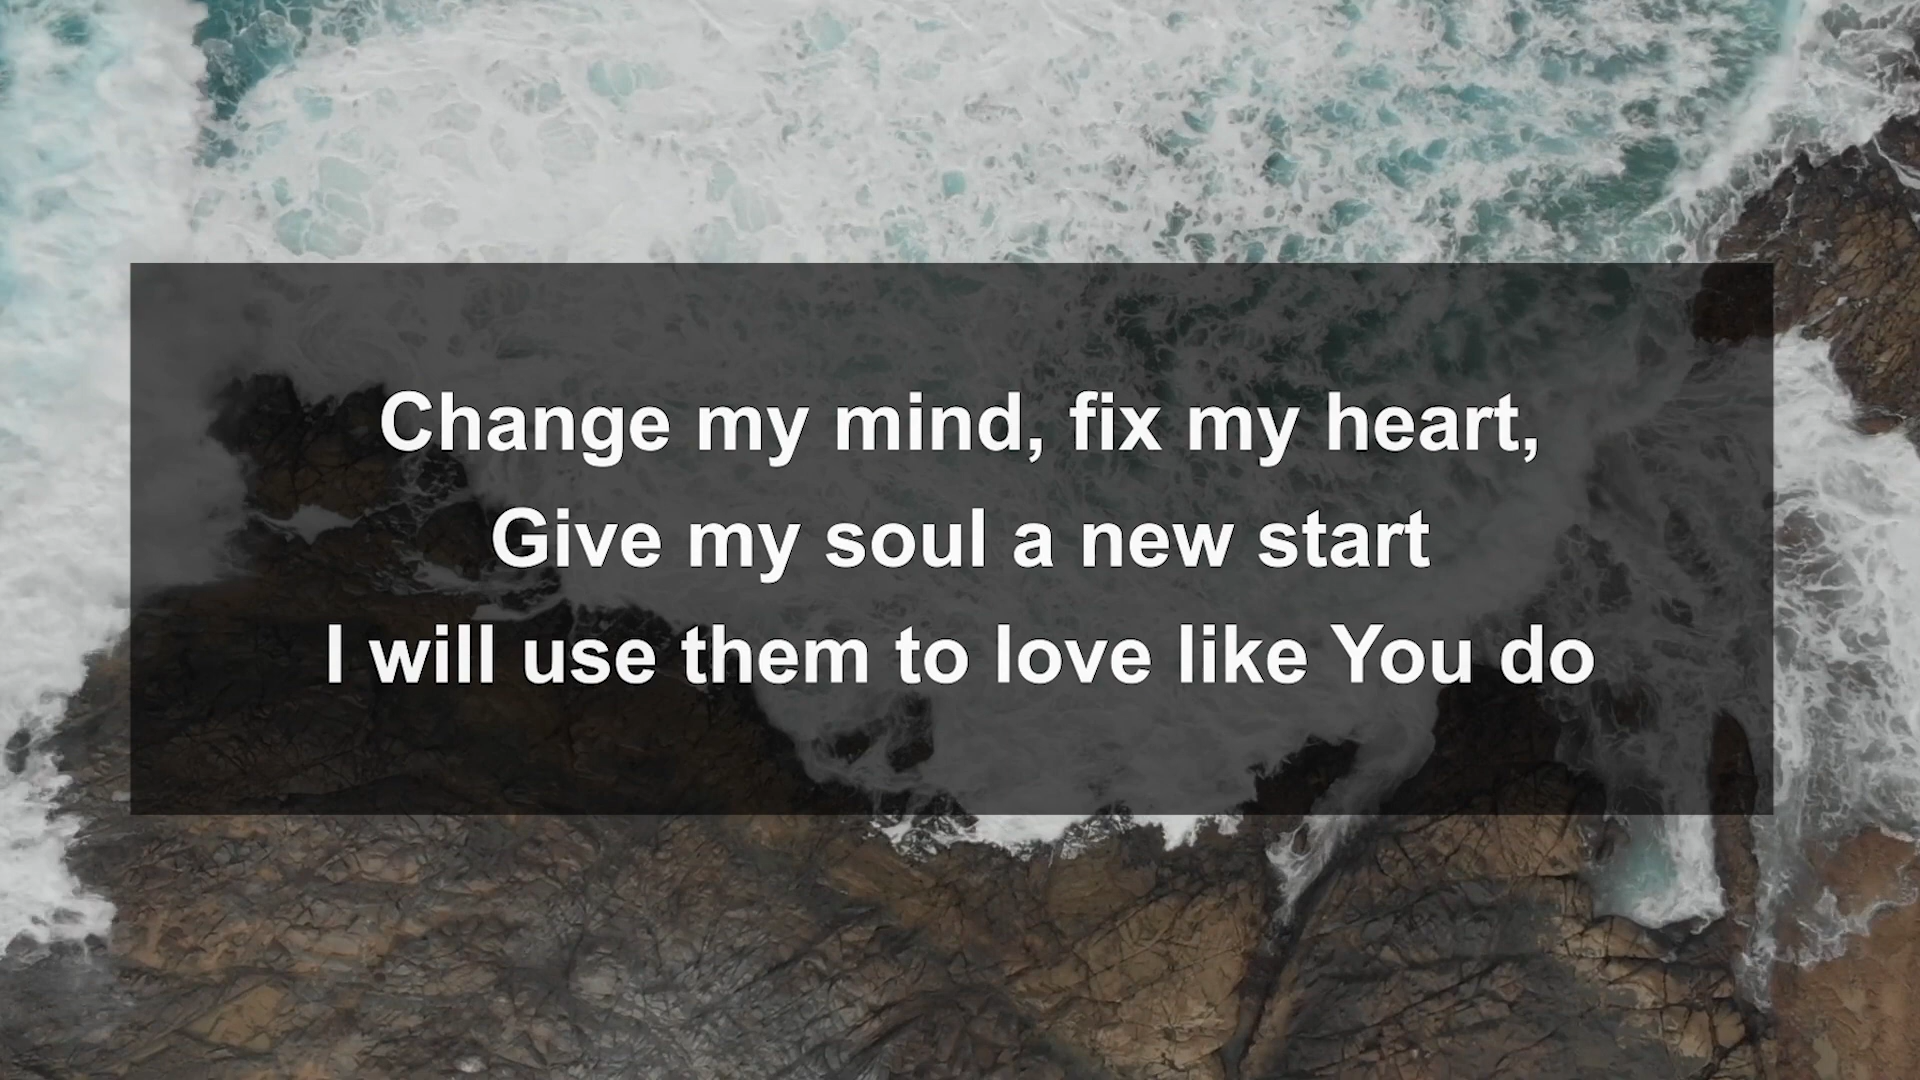 Change my mind, fix my heart,
Give my soul a new start
I will use them to love like You do